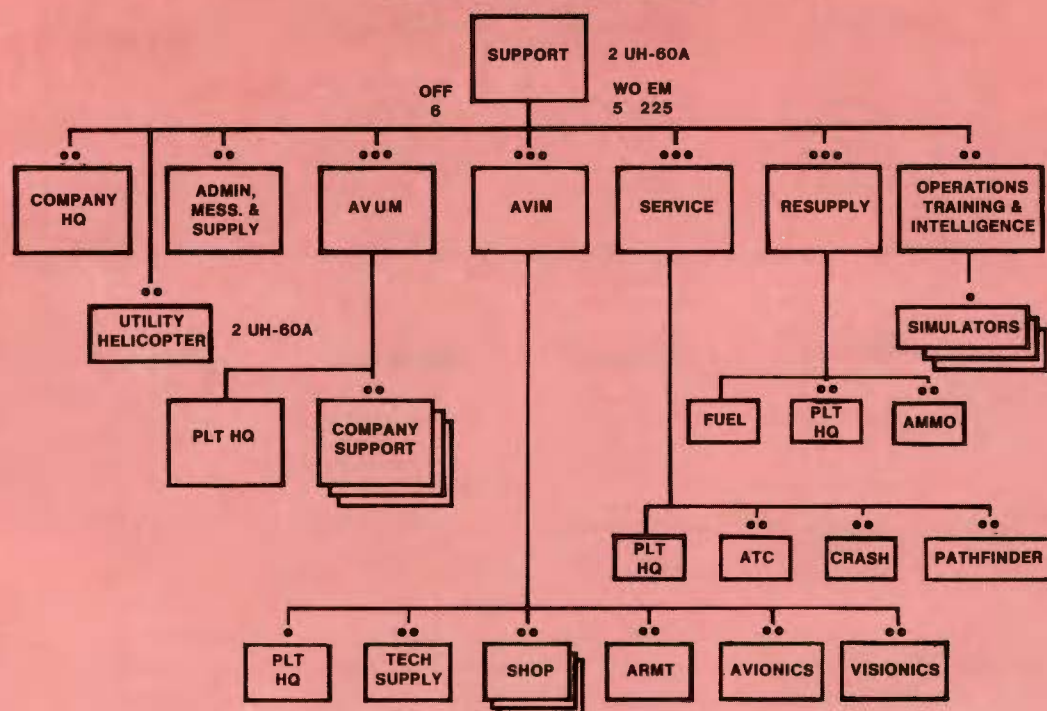 SUPPORT
2 UH-60A
OFF
6
WO EM
5 225
COMPANY
HQ
ADMIN,
MESS. &
SUPPLY
AVUM
AVIM
SERVICE
RESUPPLY
OPERATIONS
TRAINING &
INTELLIGENCE
UTILITY
HELICOPTER
2 UH-60A
SIMULATORS
PLT HQ
COMPANY
SUPPORT
FUEL
PLT
HQ
AMMO
PLT
HQ
ATC
CRASH
PATHFINDER
PLT
HQ
TECH
SUPPLY
SHOP
ARMT
AVIONICS
VISIONICS